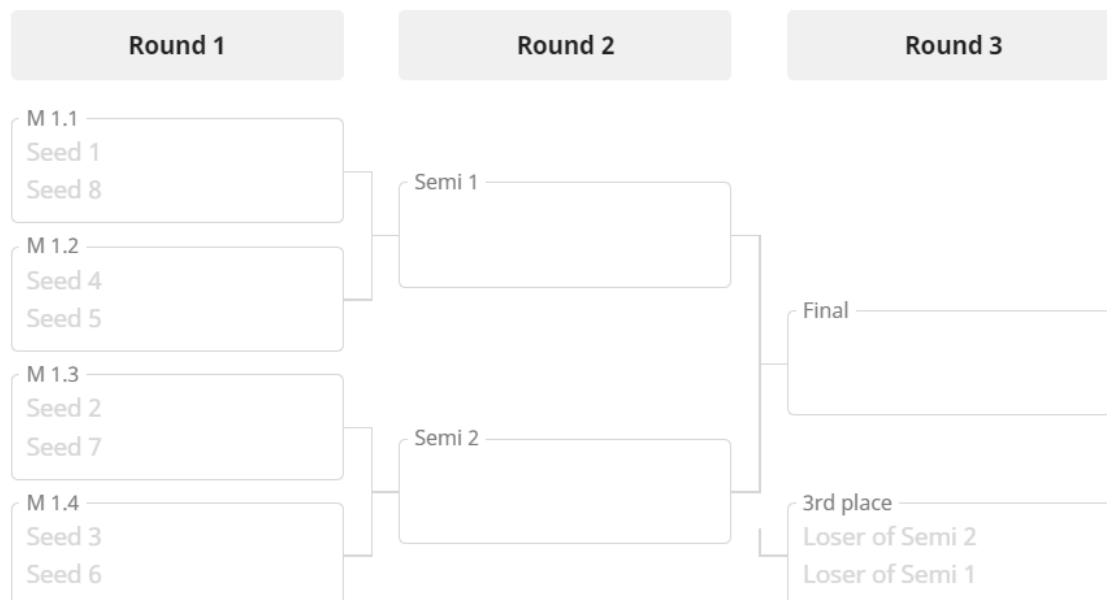 Round 1
Round 2
Round 3
M 1.1
Seed 1
Seed 8
M 1.2
Seed 4
Seed 5
M 1.3
Seed 2
Seed 7
M 1.4
Seed 3
Seed 6
Semi 1
Semi 2
Final
3rd place
Loser of Semi 2
Loser of Semi 1